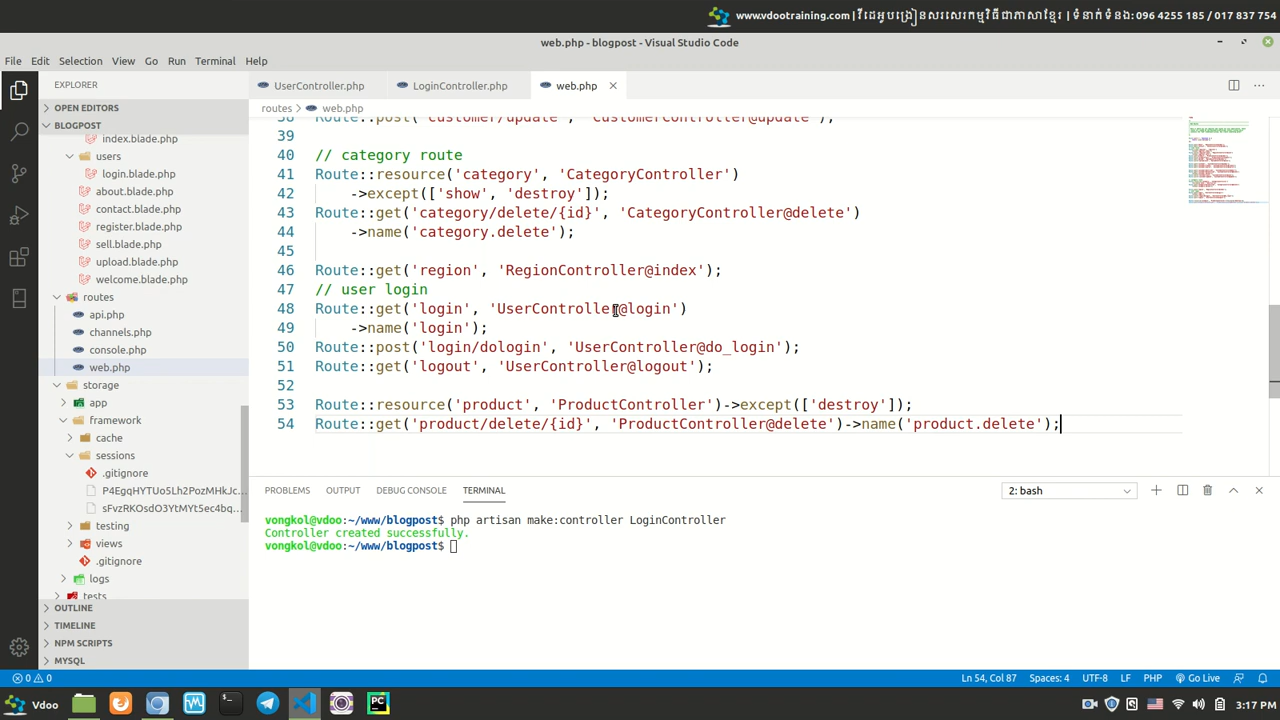 www.vdootraining.com | វីដេអូបង្រៀនសរសេរកម្មវិធីជាភាសាខ្មែរ | ទំនាក់ទំនង: 096 4255 185 / 017 837 754
web.php - blogpost - Visual Studio Code
File Edit Selection View Go Run Terminal Help
EXPLORER
UserController.php LoginController.php web.php
OPEN EDITORS
routes > web.php
BLOGPOST
index.blade.php
users
login.blade.php
about.blade.php
contact.blade.php
register.blade.php
sell.blade.php
upload.blade.php
welcome.blade.php
routes
api.php
channels.php
console.php
web.php
storage
app
framework
cache
sessions
.gitignore
P4EgqHYTUo5Lh2PozMHkJc...
sFvzRKOsdO3YtMYt5ec4bq...
testing
views
.gitignore
logs
tests
OUTLINE
TIMELINE
NPM SCRIPTS
MYSQL
38 Route::post('customer/update', 'CustomerController@update');
39
40 // category route
41 Route::resource('category', 'CategoryController')
42 ->except(['show', 'destroy']);
43 Route::get('category/delete/{id}', 'CategoryController@delete')
44 ->name('category.delete');
45
46 Route::get('region', 'RegionController@index');
47 // user login
48 Route::get('login', 'UserController@login')
49 ->name('login');
50 Route::post('login/dologin', 'UserController@do_login');
51 Route::get('logout', 'UserController@logout');
52
53 Route::resource('product', 'ProductController')->except(['destroy']);
54 Route::get('product/delete/{id}', 'ProductController@delete')->name('product.delete');
PROBLEMS OUTPUT DEBUG CONSOLE TERMINAL 2: bash
vongkol@vdoo:~/www/blogpost$ php artisan make:controller LoginController
Controller created successfully.
vongkol@vdoo:~/www/blogpost$
0 0 Ln 54, Col 87 Spaces: 4 UTF-8 LF PHP Go Live
Vdoo 3:17 PM